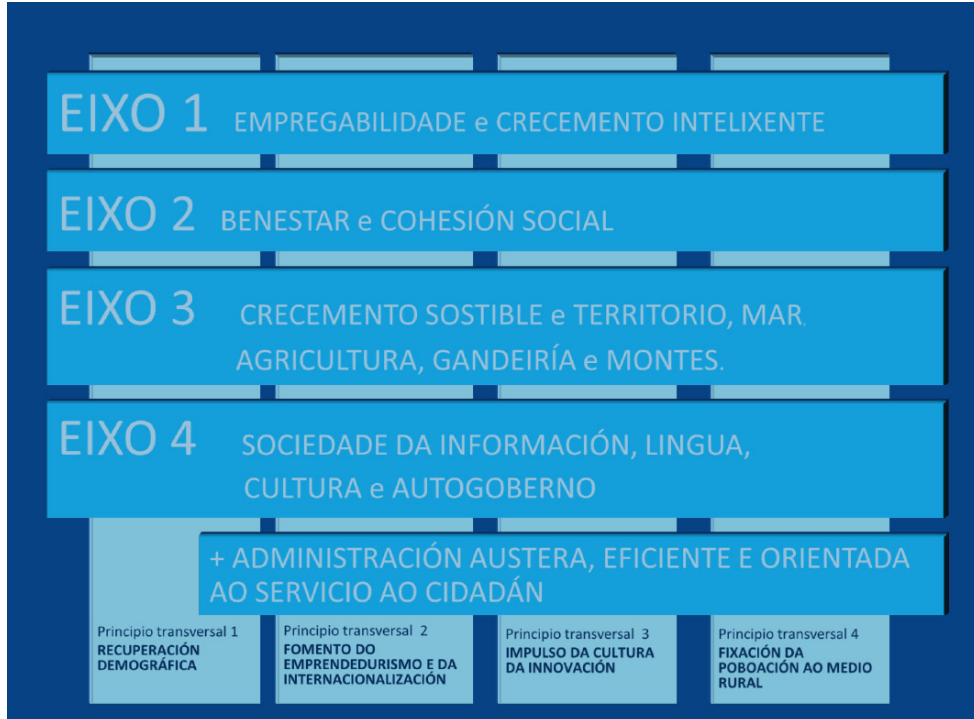 EIXO 1 EMPREGABILIDADE e CRECEMENTO INTELIXENTE
EIXO 2 BENESTAR e COHESIÓN SOCIAL
EIXO 3 CRECEMENTO SOSTIBLE e TERRITORIO, MAR,
AGRICULTURA, GANDEIRÍA e MONTES.
EIXO 4 SOCIEDADE DA INFORMACIÓN, LINGUA,
CULTURA e AUTOGOBERNO
+ ADMINISTRACIÓN AUSTERA, EFICIENTE E ORIENTADA
AO SERVICIO AO CIDADÁN
Principio transversal 1
RECUPERACIÓN
DEMOGRÁFICA
Principio transversal 2
FOMENTO DO
EMPRENDEDURISMO E DA
INTERNACIONALIZACIÓN
Principio transversal 3
IMPULSO DA CULTURA
DA INNOVACIÓN
Principio transversal 4
FIXACIÓN DA
POBOACIÓN AO MEDIO
RURAL